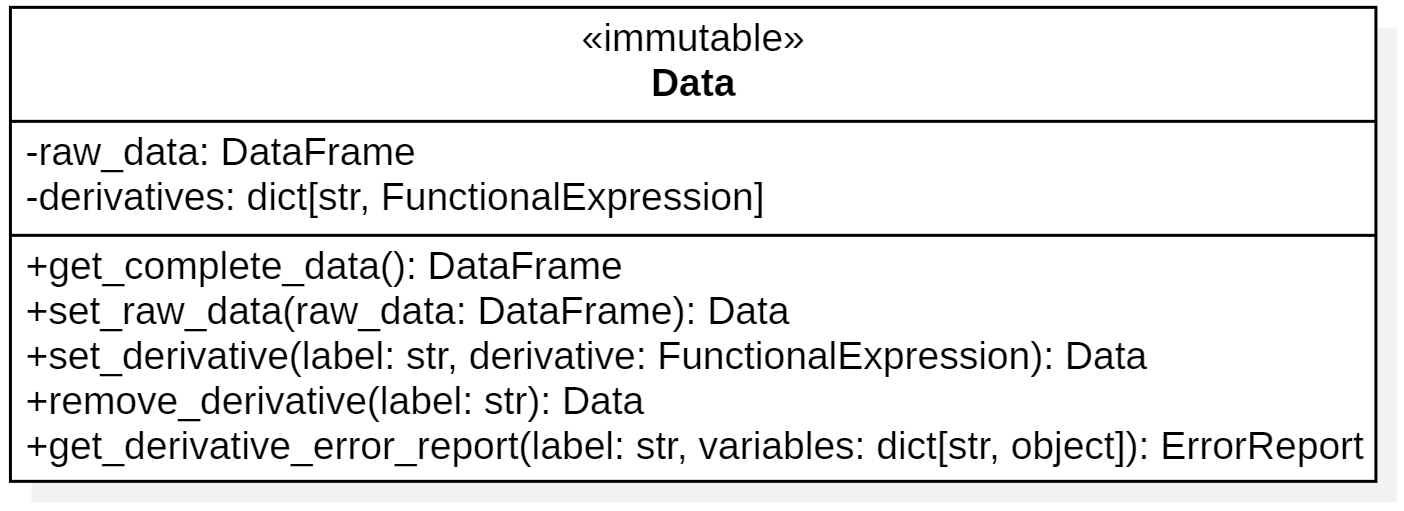 «immutable»
Data
-raw_data: DataFrame
-derivatives: dict[str, FunctionalExpression]
+get_complete_data(): DataFrame
+set_raw_data(raw_data: DataFrame): Data
+set_derivative(label: str, derivative: FunctionalExpression): Data
+remove_derivative(label: str): Data
+get_derivative_error_report(label: str, variables: dict[str, object]): ErrorReport